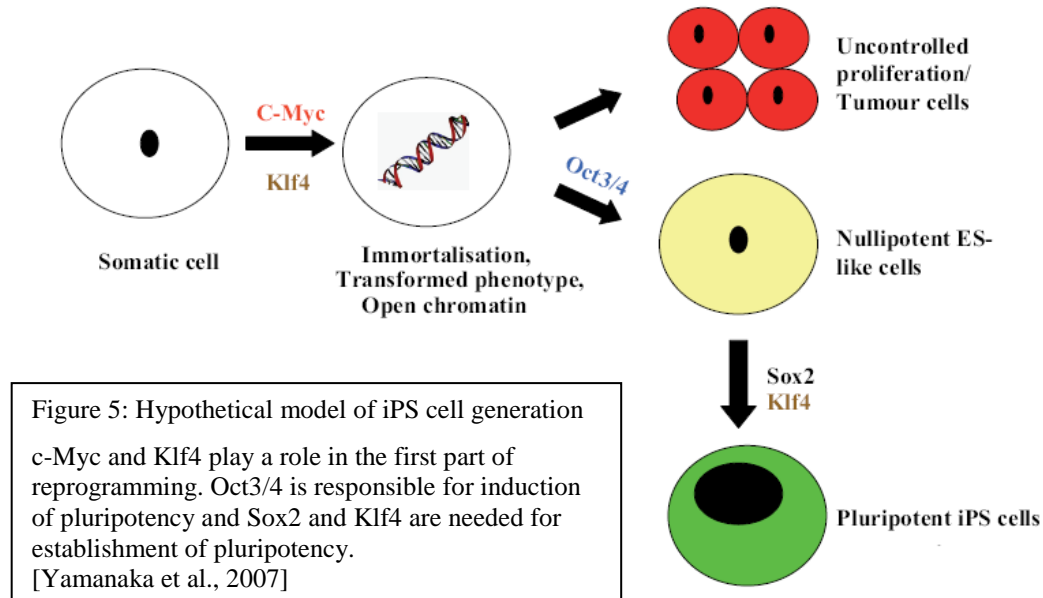 C-Myc
Klf4
Somatic cell
Immortalisation,
Transformed phenotype,
Open chromatin
Oct3/4
Uncontrolled
proliferation/
Tumour cells
Nullipotent ES-
like cells
Sox2
Klf4
Pluripotent iPS cells
Figure 5: Hypothetical model of iPS cell generation
c-Myc and Klf4 play a role in the first part of
reprogramming. Oct3/4 is responsible for induction
of pluripotency and Sox2 and Klf4 are needed for
establishment of pluripotency.
[Yamanaka et al., 2007]